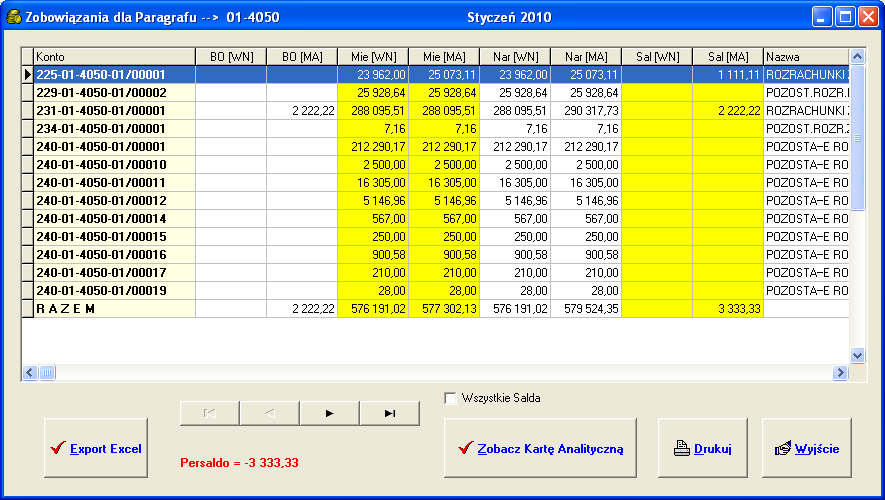 Zobowiązania dla Paragrafu --> 01-4050 Styczeń 2010
Konto BO [WN] BO [MA] Mie [WN] Mie [MA] Nar [WN] Nar [MA] Sal [WN] Sal [MA] Nazwa
225-01-4050-01/00001 23 962,00 25 073,11 23 962,00 25 073,11 1 111,11 ROZRACHUNKI
229-01-4050-01/00002 25 928,64 25 928,64 25 928,64 25 928,64 POZOST.ROZR.
231-01-4050-01/00001 2 222,22 288 095,51 288 095,51 288 095,51 290 317,73 2 222,22 ROZRACHUNKI
234-01-4050-01/00001 7,16 7,16 7,16 7,16 POZOST.ROZR.
240-01-4050-01/00001 212 290,17 212 290,17 212 290,17 212 290,17 POZOSTA-E RO
240-01-4050-01/00010 2 500,00 2 500,00 2 500,00 2 500,00 POZOSTA-E RO
240-01-4050-01/00011 16 305,00 16 305,00 16 305,00 16 305,00 POZOSTA-E RO
240-01-4050-01/00012 5 146,96 5 146,96 5 146,96 5 146,96 POZOSTA-E RO
240-01-4050-01/00014 567,00 567,00 567,00 567,00 POZOSTA-E RO
240-01-4050-01/00015 250,00 250,00 250,00 250,00 POZOSTA-E RO
240-01-4050-01/00016 900,58 900,58 900,58 900,58 POZOSTA-E RO
240-01-4050-01/00017 210,00 210,00 210,00 210,00 POZOSTA-E RO
240-01-4050-01/00019 28,00 28,00 28,00 28,00 POZOSTA-E RO
R A Z E M 2 222,22 576 191,02 577 302,13 576 191,02 579 524,35 3 333,33
Wszystkie Salda
Export Excel
Persaldo = -3 333,33
Zobacz Kartę Analityczną
Drukuj
Wyjście